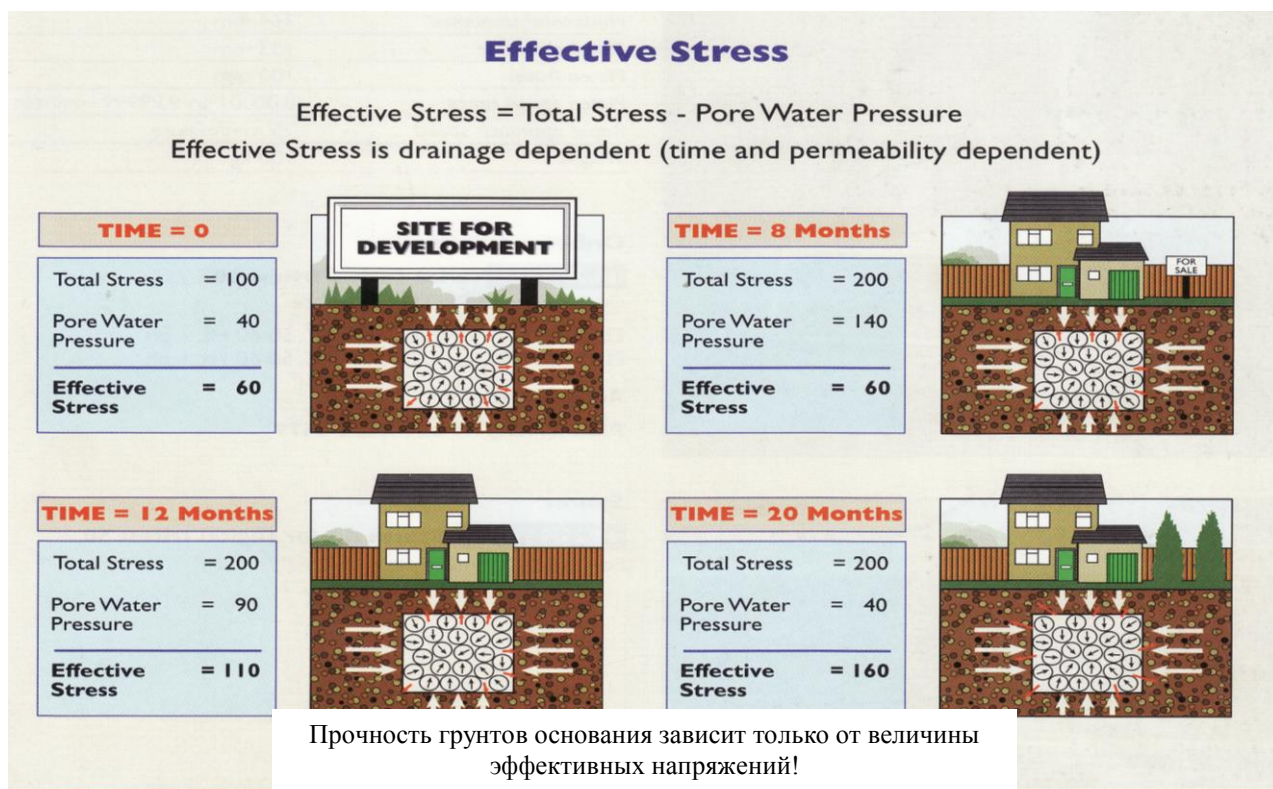 Effective Stress
Effective Stress = Total Stress - Pore Water Pressure
Effective Stress is drainage dependent (time and permeability dependent)
TIME = 0
Total Stress = 100
Pore Water = 40
Pressure
Effective = 60
Stress
SITE FOR
DEVELOPMENT
TIME = 8 Months
Total Stress = 200
Pore Water = 140
Pressure
Effective = 60
Stress
FOR
SALE
TIME = 12 Months
Total Stress = 200
Pore Water = 90
Pressure
Effective = 110
Stress
TIME = 20 Months
Total Stress = 200
Pore Water = 40
Pressure
Effective = 160
Stress
Прочность грунтов основания зависит только от величины
эффективных напряжений!